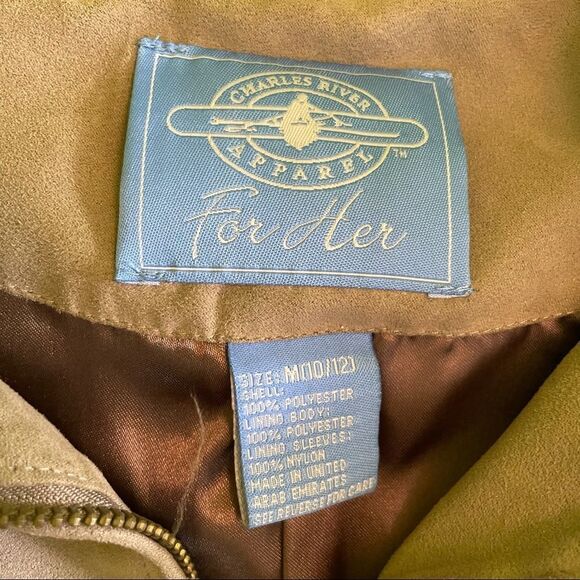 CHARLES RIVER
APPAREL TM
For Her
SIZE: M(10/12)
SHELL:
100% POLYESTER
LINING BODY:
100% POLYESTER
LINING SLEEVES:
100% NYLON
MADE IN UNITED
ARAB EMIRATES
SEE REVERSE FOR CARE